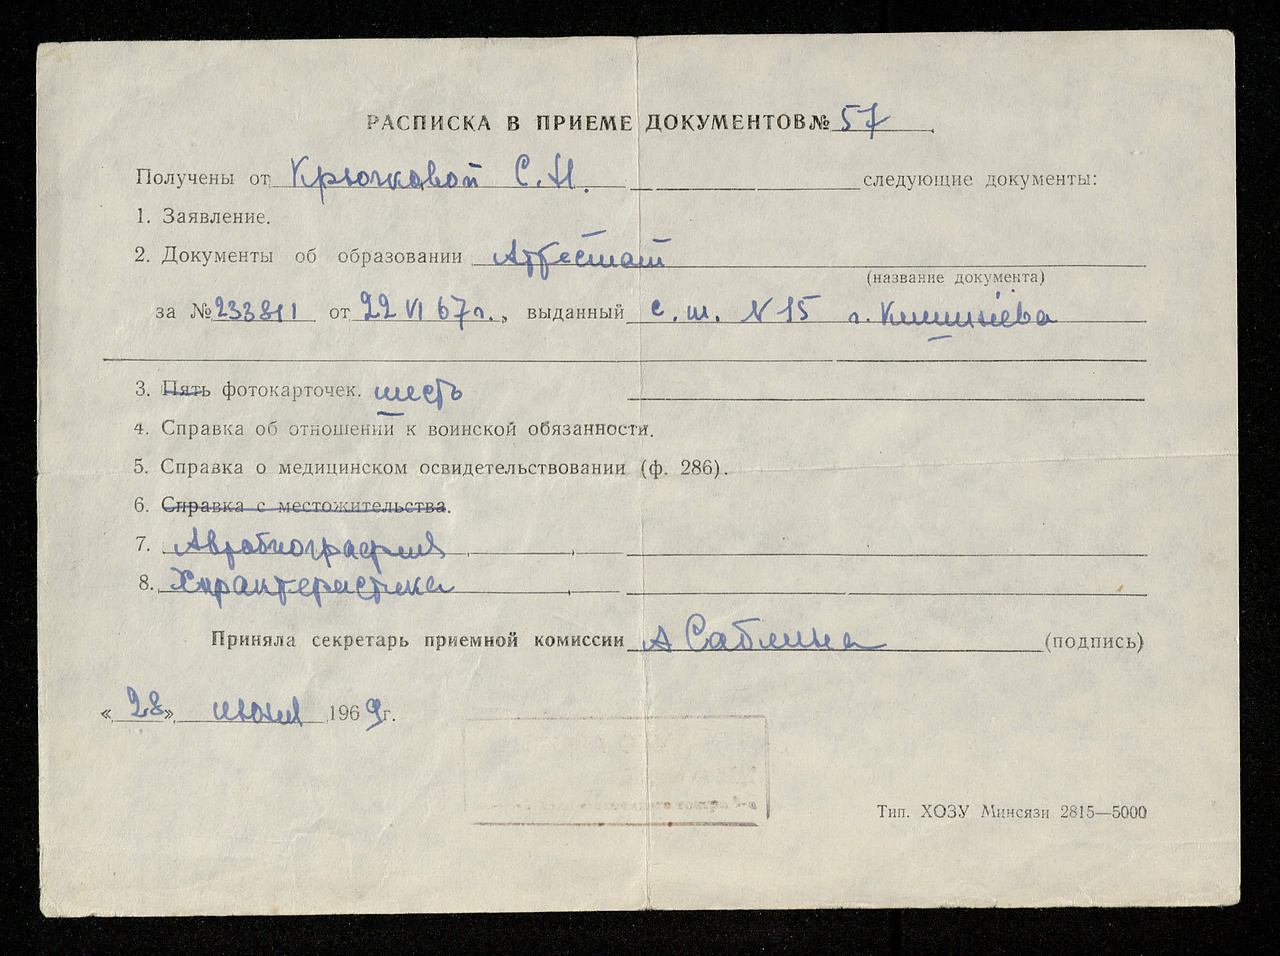 РАСПИСКА В ПРИЕМЕ ДОКУМЕНТОВ № 57
Получены от Крючковой С.Н. следующие документы:
1. Заявление.
2. Документы об образовании Аттестат
(название документа)
за № 233811 от 22 VI 67 г., выданный с. ш. N 15 г. Кишинёва
3. Пять фотокарточек. шесть
4. Справка об отношении к воинской обязанности.
5. Справка о медицинском освидетельствовании (ф. 286).
6. Справка с местожительства.
7. Автобиография
8. Характеристика
Приняла секретарь приемной комиссии А Саблина (подпись)
«28» июня 1969 г.
Тип. ХОЗУ Минсвязи 2815—5000